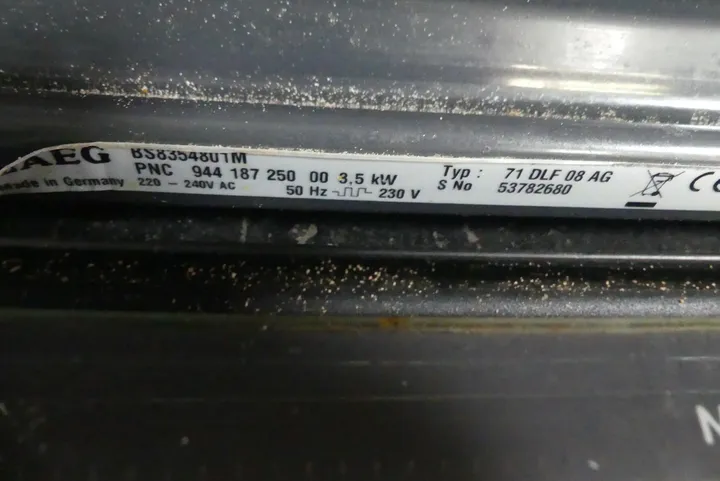 AEG BS8354801M
PNC 944 187 250 00 3,5 kW Typ : 71 DLF 08 AG
Made in Germany 220 – 240V AC 50 Hz 230 V S No 53782680
CE
N